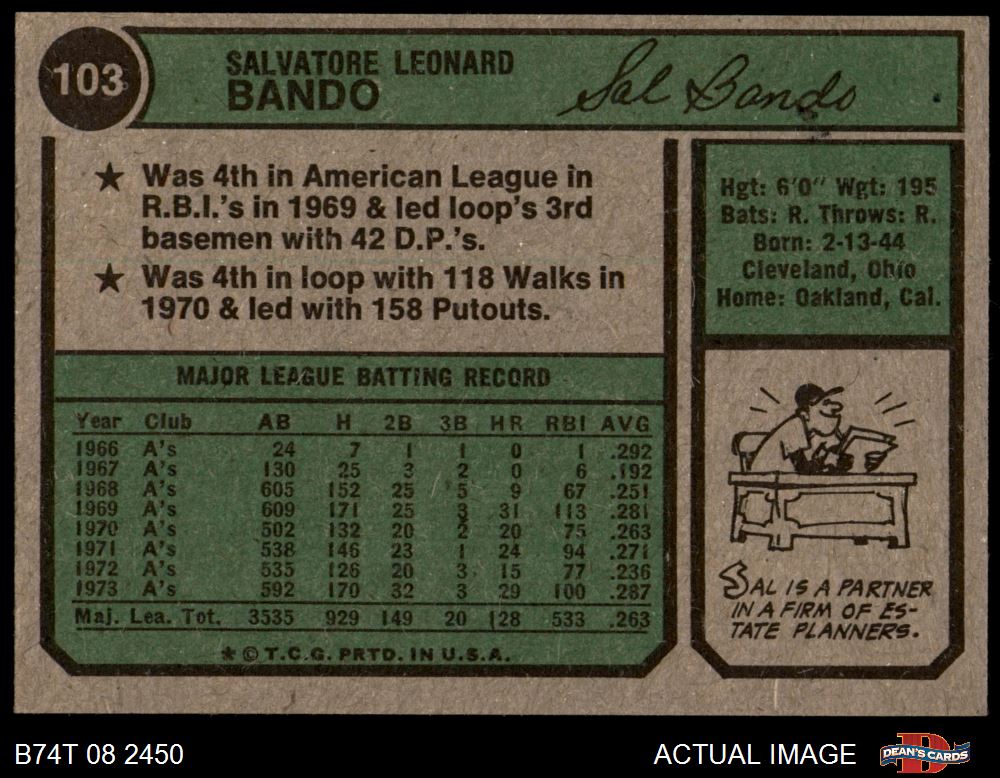 103
SALVATORE LEONARD
BANDO
Sal Bando
★ Was 4th in American League in
R.B.I.'s in 1969 & led loop's 3rd
basemen with 42 D.P.'s.
★ Was 4th in loop with 118 Walks in
1970 & led with 158 Putouts.
Hgt: 6'0" Wgt: 195
Bats: R. Throws: R.
Born: 2-13-44
Cleveland, Ohio
Home: Oakland, Cal.
MAJOR LEAGUE BATTING RECORD
Year Club AB H 2B 3B HR RBI AVG
1966 A's 24 7 1 1 0 1 .292
1967 A's 130 25 3 2 0 6 .192
1968 A's 605 152 25 5 9 67 .251
1969 A's 609 171 25 3 31 113 .281
1970 A's 502 132 20 2 20 75 .263
1971 A's 538 146 23 1 24 94 .271
1972 A's 535 126 20 3 15 77 .236
1973 A's 592 170 32 3 29 100 .287
Maj. Lea. Tot. 3535 929 149 20 128 533 .263
★ © T.C.G. PRTD. IN U.S.A.
SAL IS A PARTNER
IN A FIRM OF ES-
TATE PLANNERS.
B74T 08 2450
ACTUAL IMAGE
DEAN'S CARDS